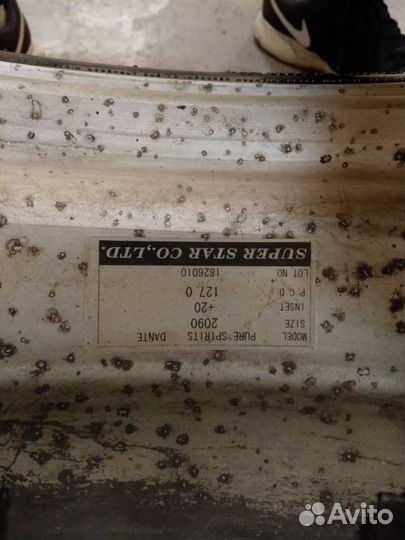 MODEL PURE SPIRITS DANTE
SIZE 2090
INSET +20
P.C.D 127.0
LOT NO 1826010
SUPER STAR CO.,LTD.
Avito